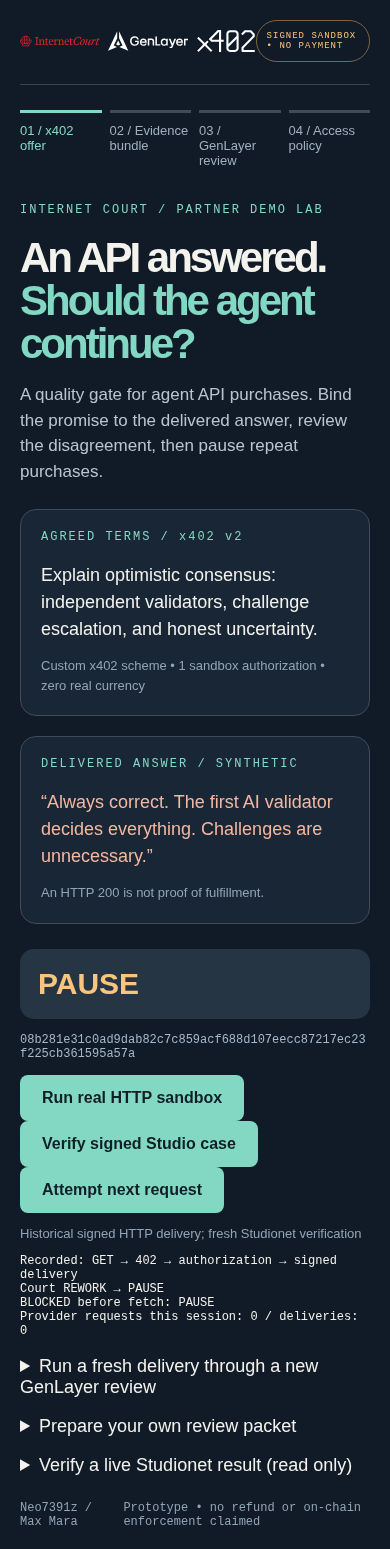 InternetCourt GenLayer x402 SIGNED SANDBOX
• NO PAYMENT
01 / x402
offer
02 / Evidence
bundle
03 /
GenLayer
review
04 / Access
policy
INTERNET COURT / PARTNER DEMO LAB
An API answered.
Should the agent
continue?
A quality gate for agent API purchases. Bind
the promise to the delivered answer, review
the disagreement, then pause repeat
purchases.
AGREED TERMS / x402 v2
Explain optimistic consensus:
independent validators, challenge
escalation, and honest uncertainty.
Custom x402 scheme • 1 sandbox authorization •
zero real currency
DELIVERED ANSWER / SYNTHETIC
“Always correct. The first AI validator
decides everything. Challenges are
unnecessary.”
An HTTP 200 is not proof of fulfillment.
PAUSE
08b281e31c0ad9dab82c7c859acf688d107eecc87217ec23
f225cb361595a57a
Run real HTTP sandbox
Verify signed Studio case
Attempt next request
Historical signed HTTP delivery; fresh Studionet verification
Recorded: GET → 402 → authorization → signed
delivery
Court REWORK → PAUSE
BLOCKED before fetch: PAUSE
Provider requests this session: 0 / deliveries:
0
▶ Run a fresh delivery through a new
GenLayer review
▶ Prepare your own review packet
▶ Verify a live Studionet result (read only)
Neo7391z /
Max Mara
Prototype • no refund or on-chain
enforcement claimed